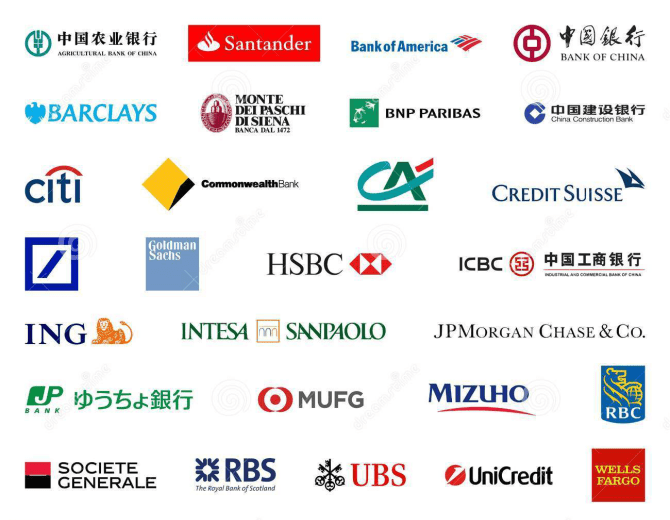 中国农业银行
AGRICULTURAL BANK OF CHINA
Santander
Bank of America
中国銀行
BANK OF CHINA
BARCLAYS
MONTE
DEI PASCHI
DI SIENA
BANCA DAL 1472
BNP PARIBAS
中国建设银行
China Construction Bank
citi
CommonwealthBank
CA
CREDIT SUISSE
Goldman
Sachs
HSBC
ICBC
中国工商银行
INDUSTRIAL AND COMMERCIAL BANK OF CHINA
ING
INTESA SANPAOLO
JPMORGAN CHASE & CO.
JP
BANK
ゆうちょ銀行
MUFG
MIZUHO
RBC
SOCIETE
GENERALE
RBS
The Royal Bank of Scotland
UBS
UniCredit
WELLS
FARGO